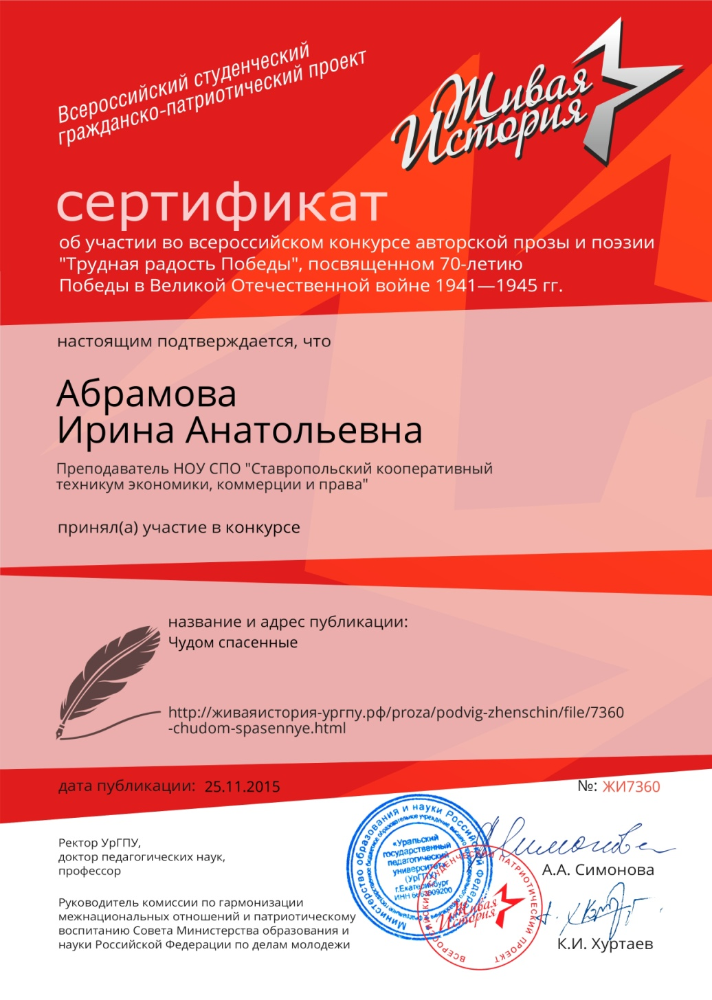 Всероссийский студенческий
гражданско-патриотический проект
Живая
История
сертификат
об участии во всероссийском конкурсе авторской прозы и поэзии
"Трудная радость Победы", посвященном 70-летию
Победы в Великой Отечественной войне 1941—1945 гг.
настоящим подтверждается, что
Абрамова
Ирина Анатольевна
Преподаватель НОУ СПО "Ставропольский кооперативный
техникум экономики, коммерции и права"
принял(а) участие в конкурсе
название и адрес публикации:
Чудом спасенные
http://живаяистория-ургпу.рф/proza/podvig-zhenschin/file/7360
-chudom-spasennye.html
дата публикации: 25.11.2015
№: ЖИ7360
Ректор УрГПУ,
доктор педагогических наук,
профессор
А.А. Симонова
Руководитель комиссии по гармонизации
межнациональных отношений и патриотическому
воспитанию Совета Министерства образования и
науки Российской Федерации по делам молодежи
К.И. Хуртаев
Министерство образования и науки Российской Федерации
«Уральский
государственный
педагогический
университет»
(УрГПУ)
г.Екатеринбург
ИНН
ВСЕРОССИЙСКИЙ СТУДЕНЧЕСКИЙ ПАТРИОТИЧЕСКИЙ ПРОЕКТ
Живая
История